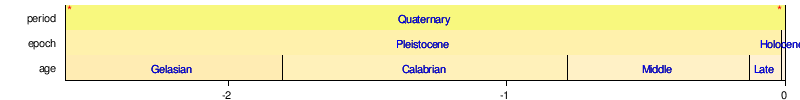 * *
period Quaternary
epoch Pleistocene Holocene
age Gelasian Calabrian Middle Late
-2 -1 0